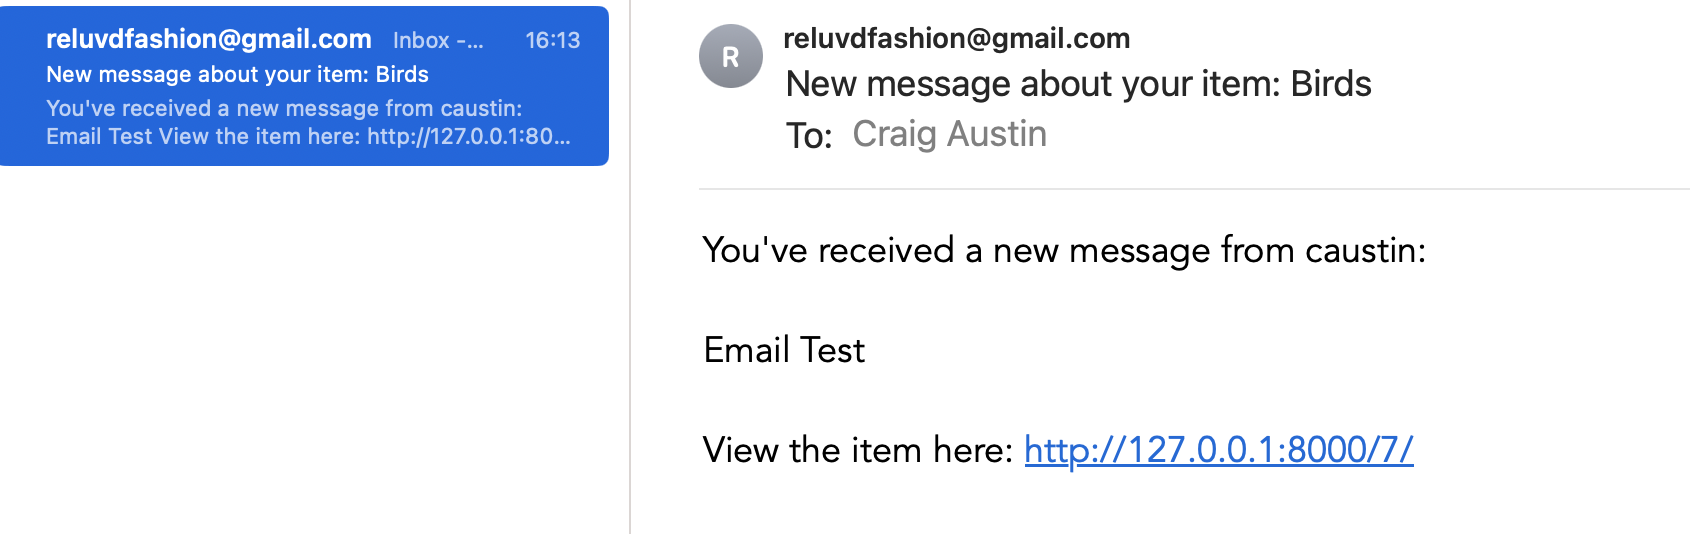 reluvdfashion@gmail.com Inbox -... 16:13
New message about your item: Birds
You've received a new message from caustin:
Email Test View the item here: http://127.0.0.1:80...
R
reluvdfashion@gmail.com
New message about your item: Birds
To: Craig Austin
You've received a new message from caustin:
Email Test
View the item here: http://127.0.0.1:8000/7/